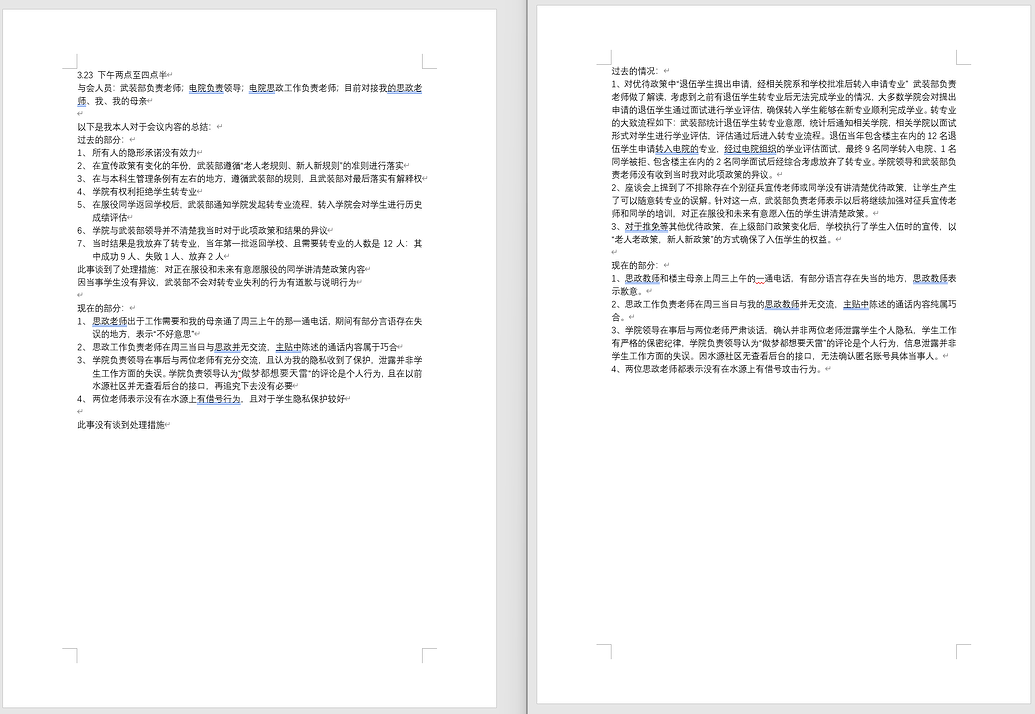 3.23 下午两点至四点半
与会人员：武装部负责老师；电院负责领导；电院思政工作负责老师；目前对接我的思政老
师、我、我的母亲
以下是我本人对于会议内容的总结：
过去的部分：
1、 所有人的隐形承诺没有效力
2、 在宣传政策有变化的年份，武装部遵循“老人老规则、新人新规则”的准则进行落实
3、 在与本科生管理条例有左右的地方，遵循武装部的规则，且武装部对最后落实有解释权
4、 学院有权利拒绝学生转专业
5、 在服役同学返回学校后，武装部通知学院发起转专业流程，转入学院会对学生进行历史
成绩评估
6、 学院与武装部领导并不清楚我当时对于此项政策和结果的异议
7、 当时结果是我放弃了转专业，当年第一批返回学校、且需要转专业的人数是 12 人：其
中成功 9 人、失败 1 人、放弃 2 人
此事谈到了处理措施：对正在服役和未来有意愿服役的同学讲清楚政策内容
因当事学生没有异议，武装部不会对转专业失利的行为有道歉与说明行为
现在的部分：
1、 思政老师出于工作需要和我的母亲通了周三上午的那一通电话，期间有部分言语存在失
误的地方，表示“不好意思”
2、 思政工作负责老师在周三当日与思政并无交流，主贴中陈述的通话内容属于巧合
3、 学院负责领导在事后与两位老师有充分交流，且认为我的隐私收到了保护，泄露并非学
生工作方面的失误。学院负责领导认为“做梦都想要天雷”的评论是个人行为，且在以前
水源社区并无查看后台的接口，再追究下去没有必要
4、 两位老师表示没有在水源上有借号行为，且对于学生隐私保护较好
此事没有谈到处理措施
过去的情况：
1、对优待政策中“退伍学生提出申请，经相关院系和学校批准后转入申请专业” 武装部负责
老师做了解读，考虑到之前有退伍学生转专业后无法完成学业的情况，大多数学院会对提出
申请的退伍学生通过面试进行学业评估，确保转入学生能够在新专业顺利完成学业。转专业
的大致流程如下：武装部统计退伍学生转专业意愿，统计后通知相关学院，相关学院以面试
形式对学生进行学业评估，评估通过后进入转专业流程。退伍当年包含楼主在内的 12 名退
伍学生申请转入电院的专业，经过电院组织的学业评估面试，最终 9 名同学转入电院、1 名
同学被拒、包含楼主在内的 2 名同学面试后经综合考虑放弃了转专业。学院领导和武装部负
责老师没有收到当时我对此项政策的异议。
2、座谈会上提到了不排除存在个别征兵宣传老师或同学没有讲清楚优待政策，让学生产生
了可以随意转专业的误解。针对这一点，武装部负责老师表示以后将继续加强对征兵宣传老
师和同学的培训，对正在服役和未来有意愿入伍的学生讲清楚政策。
3、对于推免等其他优待政策，在上级部门政策变化后，学校执行了学生入伍时的宣传，以
“老人老政策，新人新政策”的方式确保了入伍学生的权益。
现在的部分：
1、思政教师和楼主母亲上周三上午的一通电话，有部分语言存在失当的地方，思政教师表
示歉意。
2、思政工作负责老师在周三当日与我的思政教师并无交流，主贴中陈述的通话内容纯属巧
合。
3、学院领导在事后与两位老师严肃谈话，确认并非两位老师泄露学生个人隐私，学生工作
有严格的保密纪律，学院负责领导认为“做梦都想要天雷”的评论是个人行为，信息泄露并非
学生工作方面的失误。因水源社区无查看后台的接口，无法确认匿名账号具体当事人。
4、两位思政老师都表示没有在水源上有借号攻击行为。